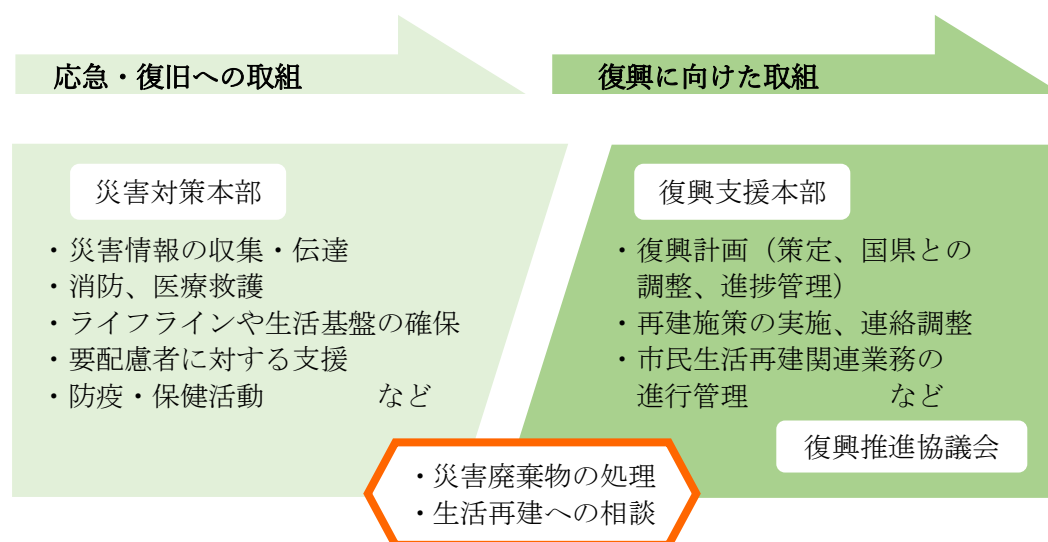 応急・復旧への取組
復興に向けた取組
災害対策本部
・災害情報の収集・伝達
・消防、医療救護
・ライフラインや生活基盤の確保
・要配慮者に対する支援
・防疫・保健活動　　　　　など
復興支援本部
・復興計画（策定、国県との
調整、進捗管理）
・再建施策の実施、連絡調整
・市民生活再建関連業務の
進行管理　　　　　　など
復興推進協議会
・災害廃棄物の処理
・生活再建への相談